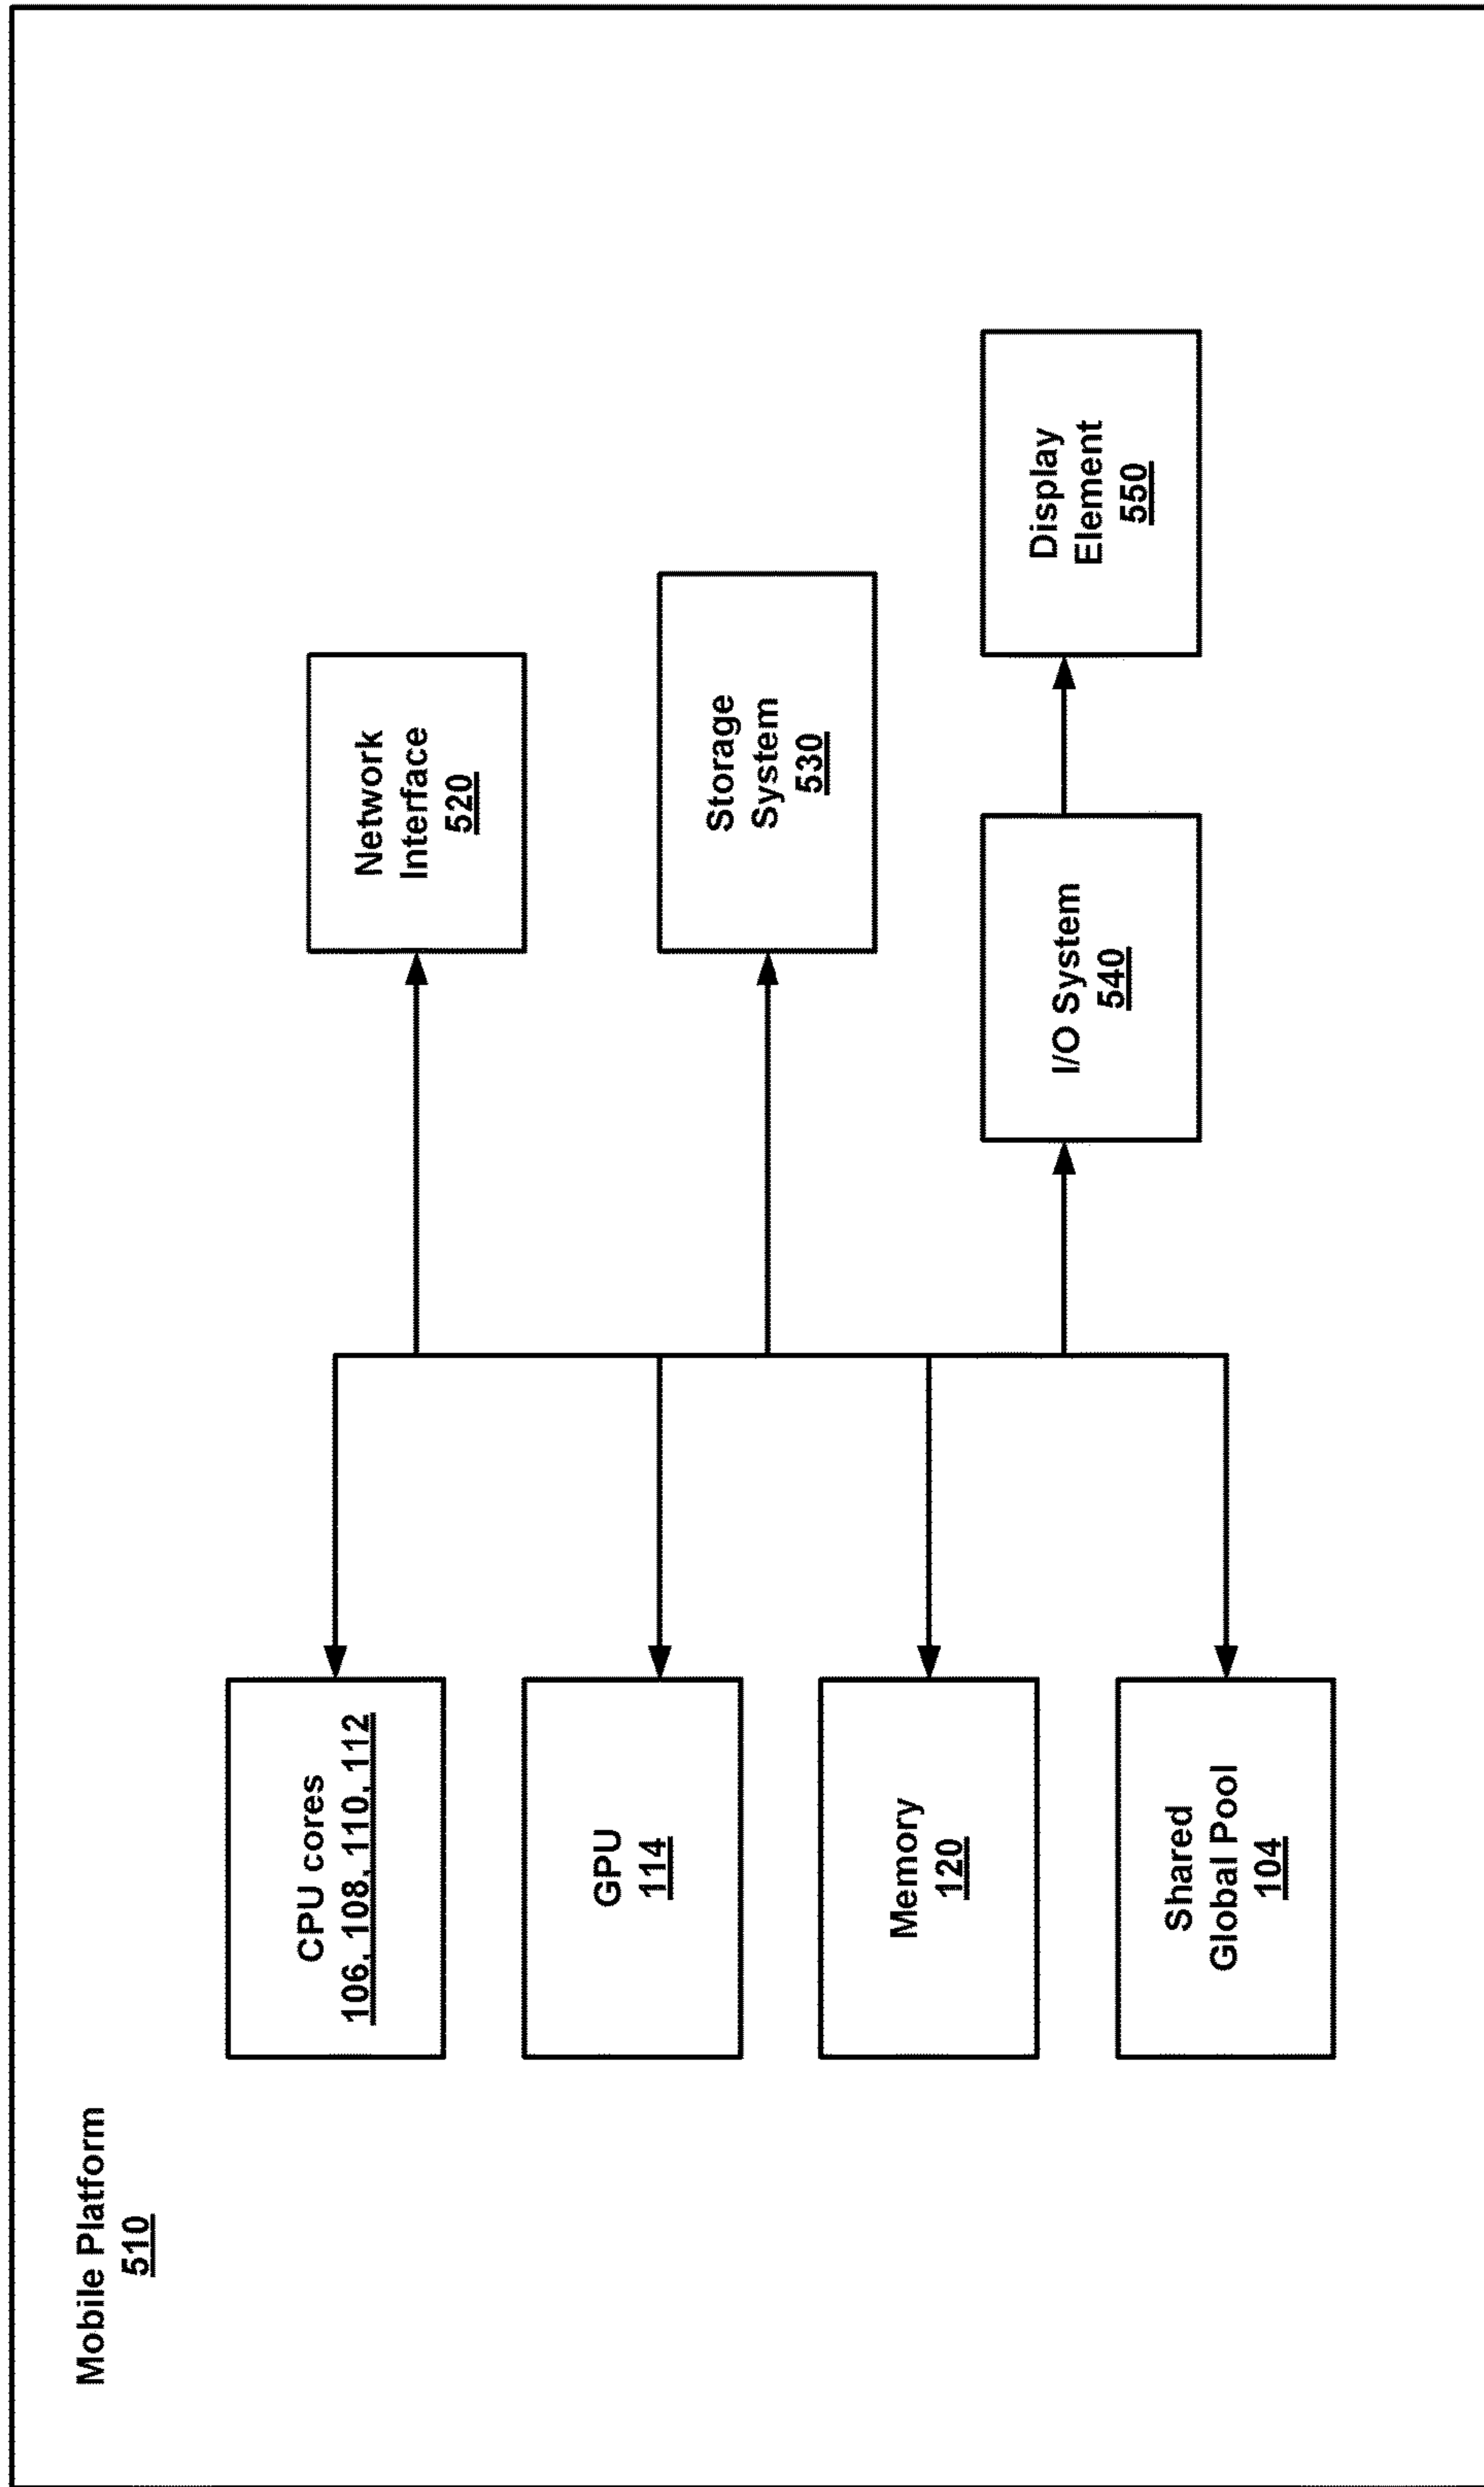 Mobile Platform
510
CPU cores
106, 108, 110, 112
GPU
114
Memory
120
Shared
Global Pool
104
Network
Interface
520
Storage
System
530
I/O System
540
Display
Element
550